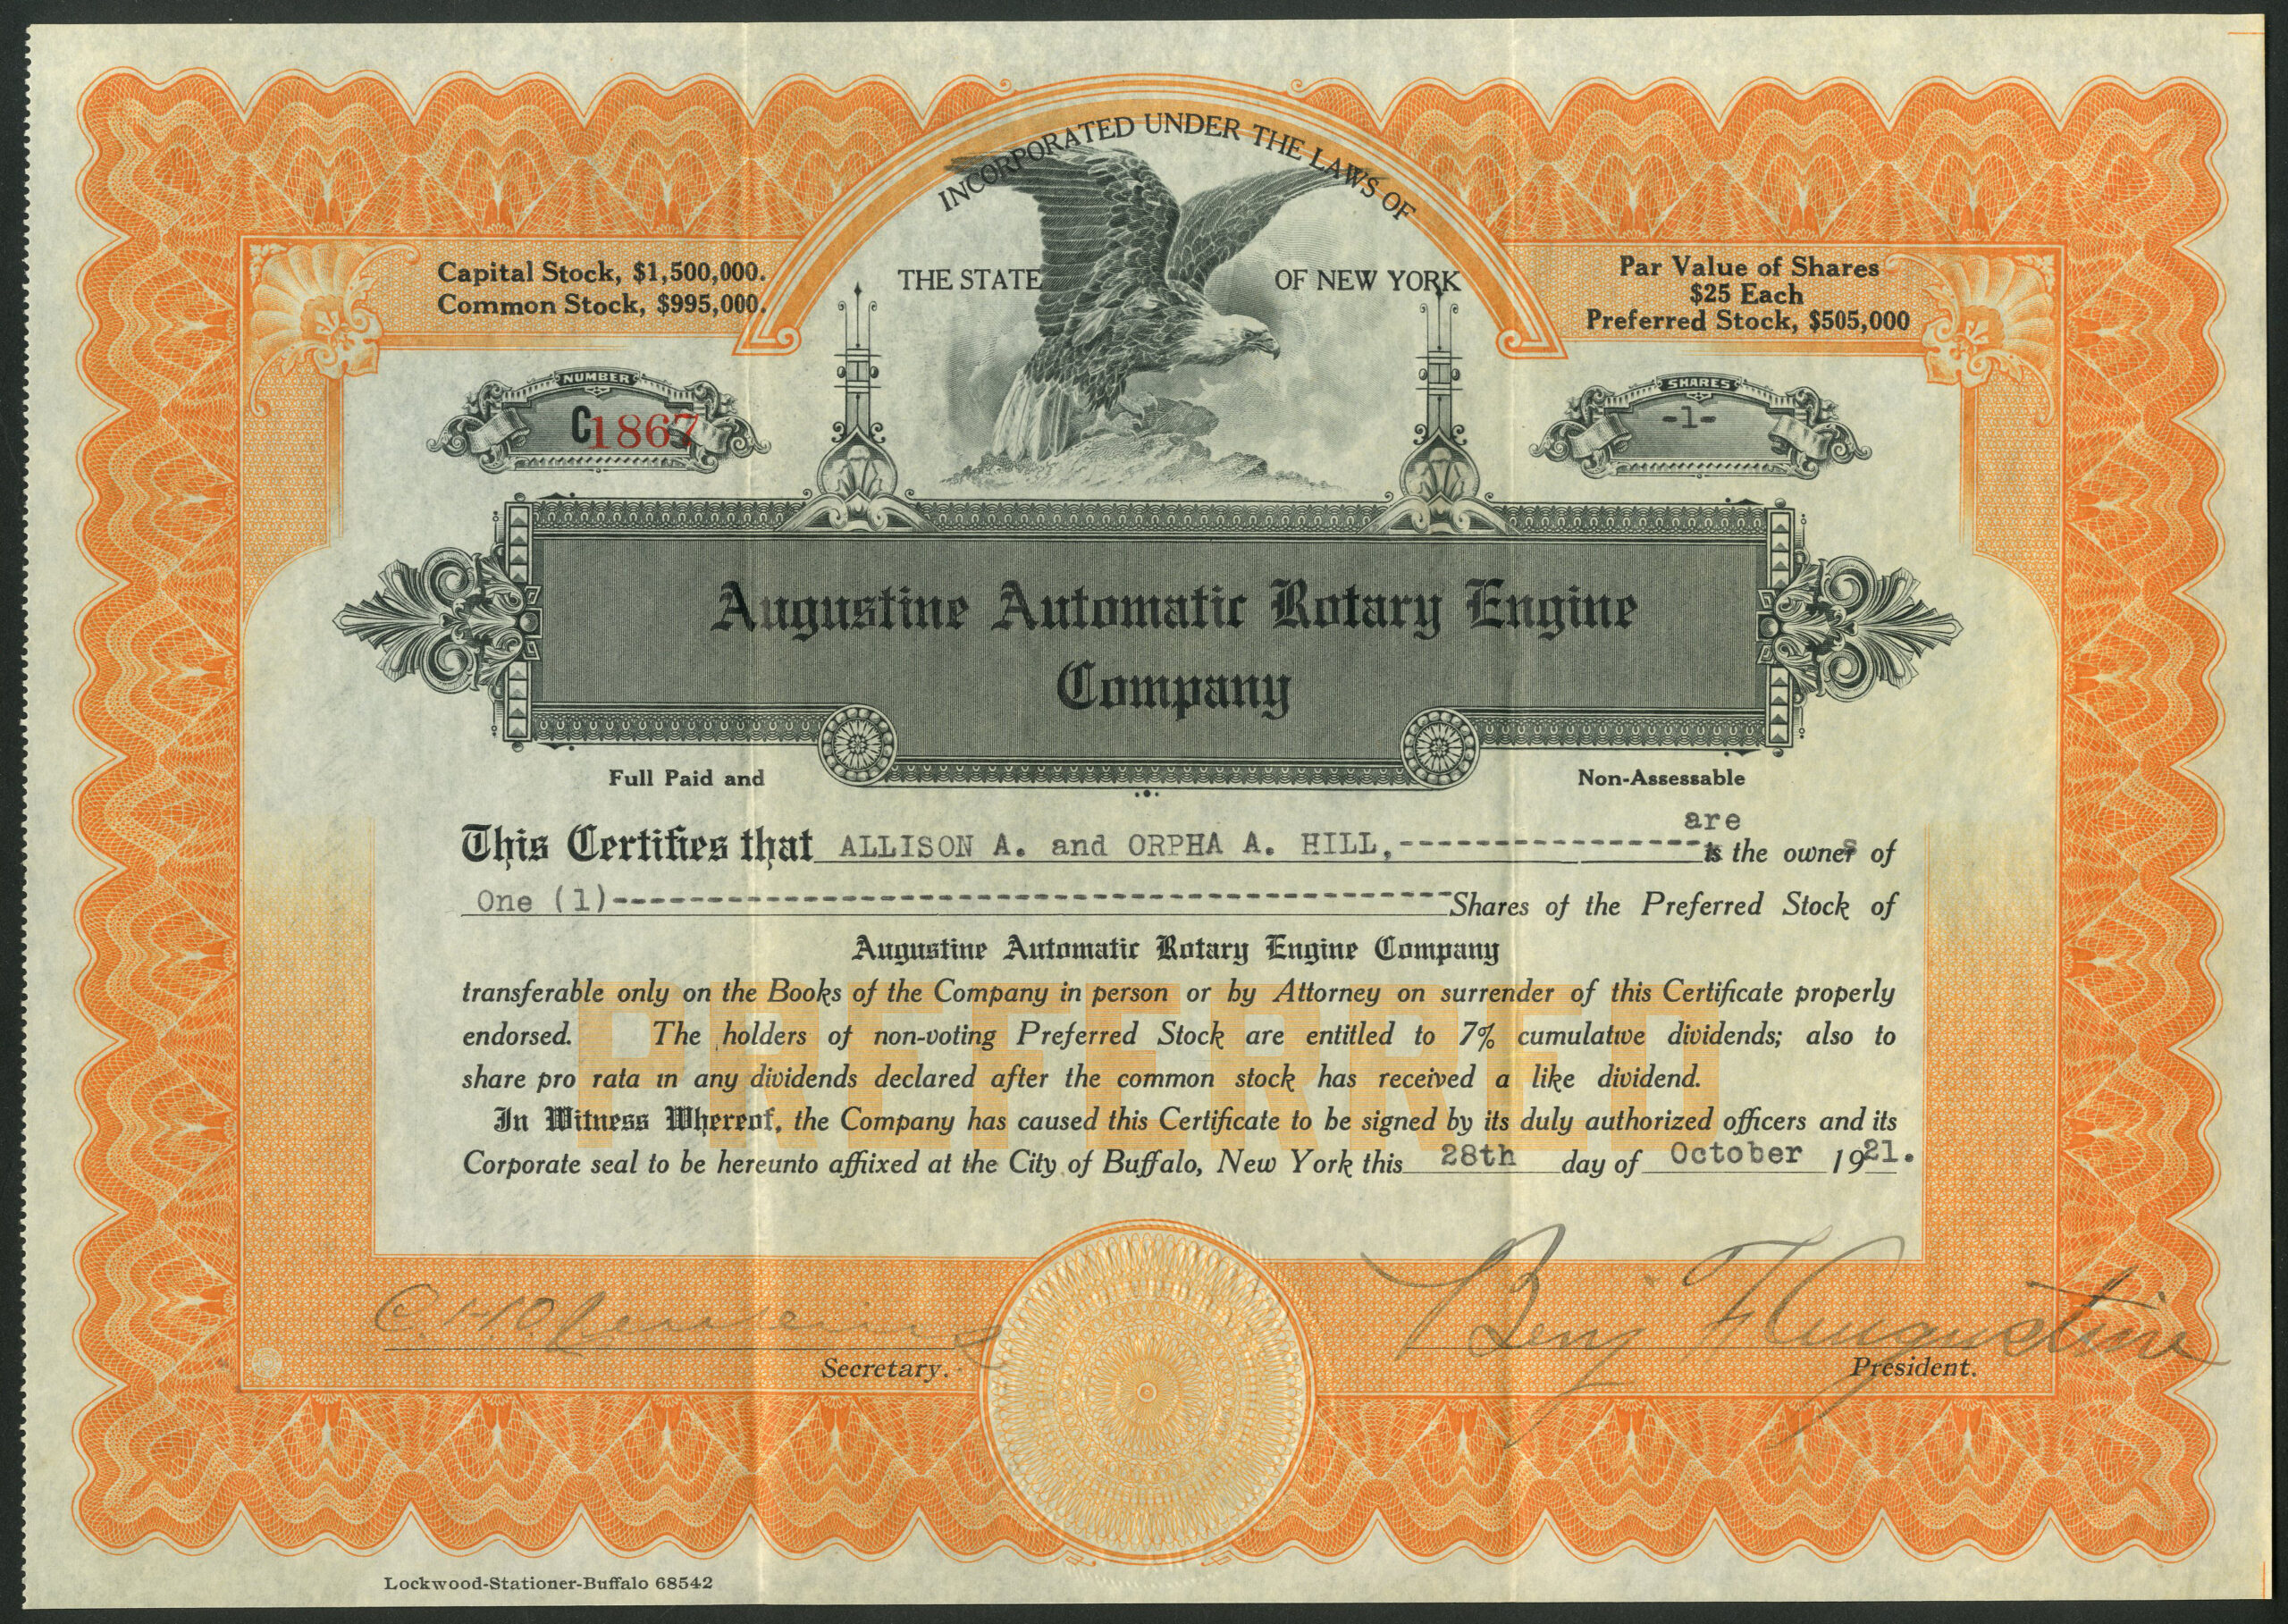 INCORPORATED UNDER THE LAWS OF
THE STATE OF NEW YORK
Capital Stock, $1,500,000.
Common Stock, $995,000.
Par Value of Shares
$25 Each
Preferred Stock, $505,000
NUMBER
C1867
SHARES
-1-
Augustine Automatic Rotary Engine
Company
Full Paid and Non-Assessable
are
This Certifies that ALLISON A. and ORPHA A. HILL,----------------is the owners of
One (1)------------------------------------------Shares of the Preferred Stock of
Augustine Automatic Rotary Engine Company
transferable only on the Books of the Company in person or by Attorney on surrender of this Certificate properly
endorsed. The holders of non-voting Preferred Stock are entitled to 7% cumulative dividends; also to
share pro rata in any dividends declared after the common stock has received a like dividend.
PREFERRED
In Witness Whereof, the Company has caused this Certificate to be signed by its duly authorized officers and its
Corporate seal to be hereunto affiixed at the City of Buffalo, New York this 28th day of October 1921.
C. H. O.
Secretary.
Benj F Augustine
President.
Lockwood-Stationer-Buffalo 68542